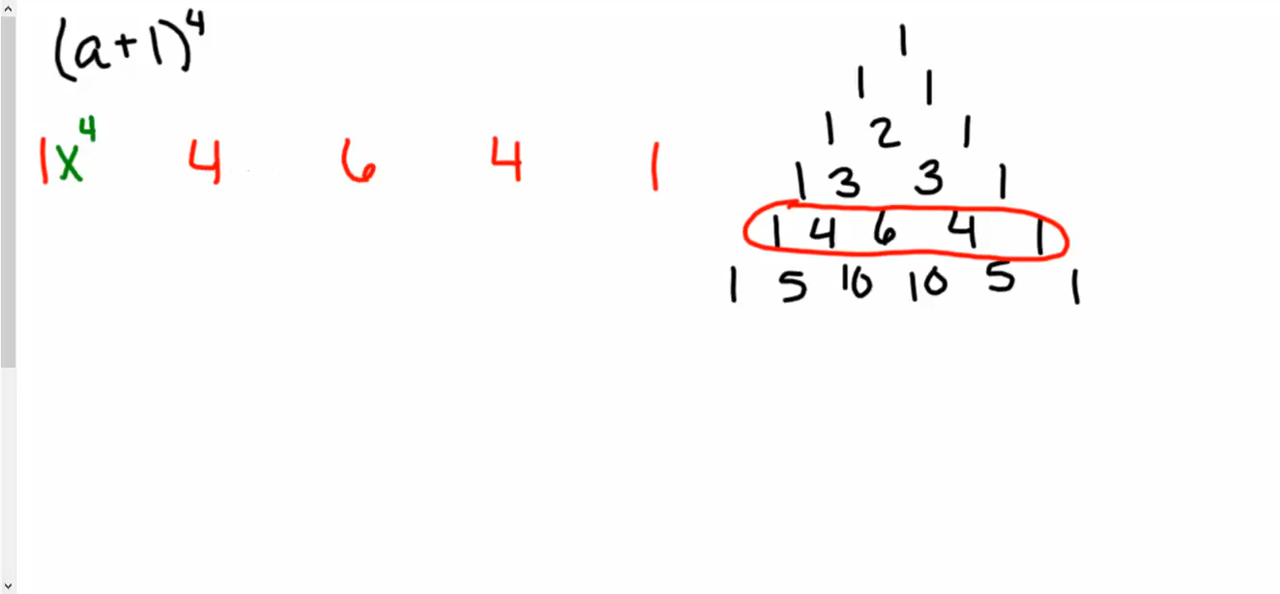 (a+1)⁴
1x⁴ 4 6 4 1
1
1 1
1 2 1
1 3 3 1
1 4 6 4 1
1 5 10 10 5 1